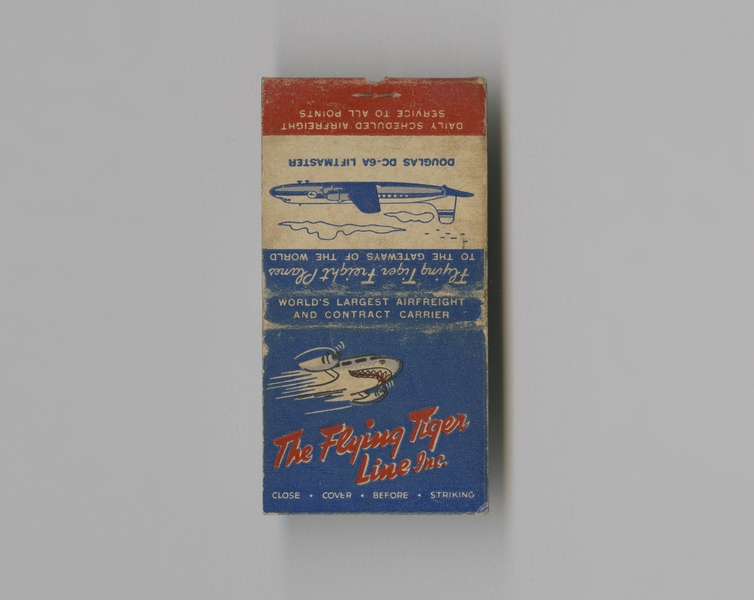 DAILY SCHEDULED AIRFREIGHT
SERVICE TO ALL POINTS
DOUGLAS DC-6A LIFTMASTER
Flying Tiger Freight Planes
TO THE GATEWAYS OF THE WORLD
WORLD'S LARGEST AIRFREIGHT
AND CONTRACT CARRIER
The Flying Tiger
Line Inc.
CLOSE • COVER • BEFORE • STRIKING